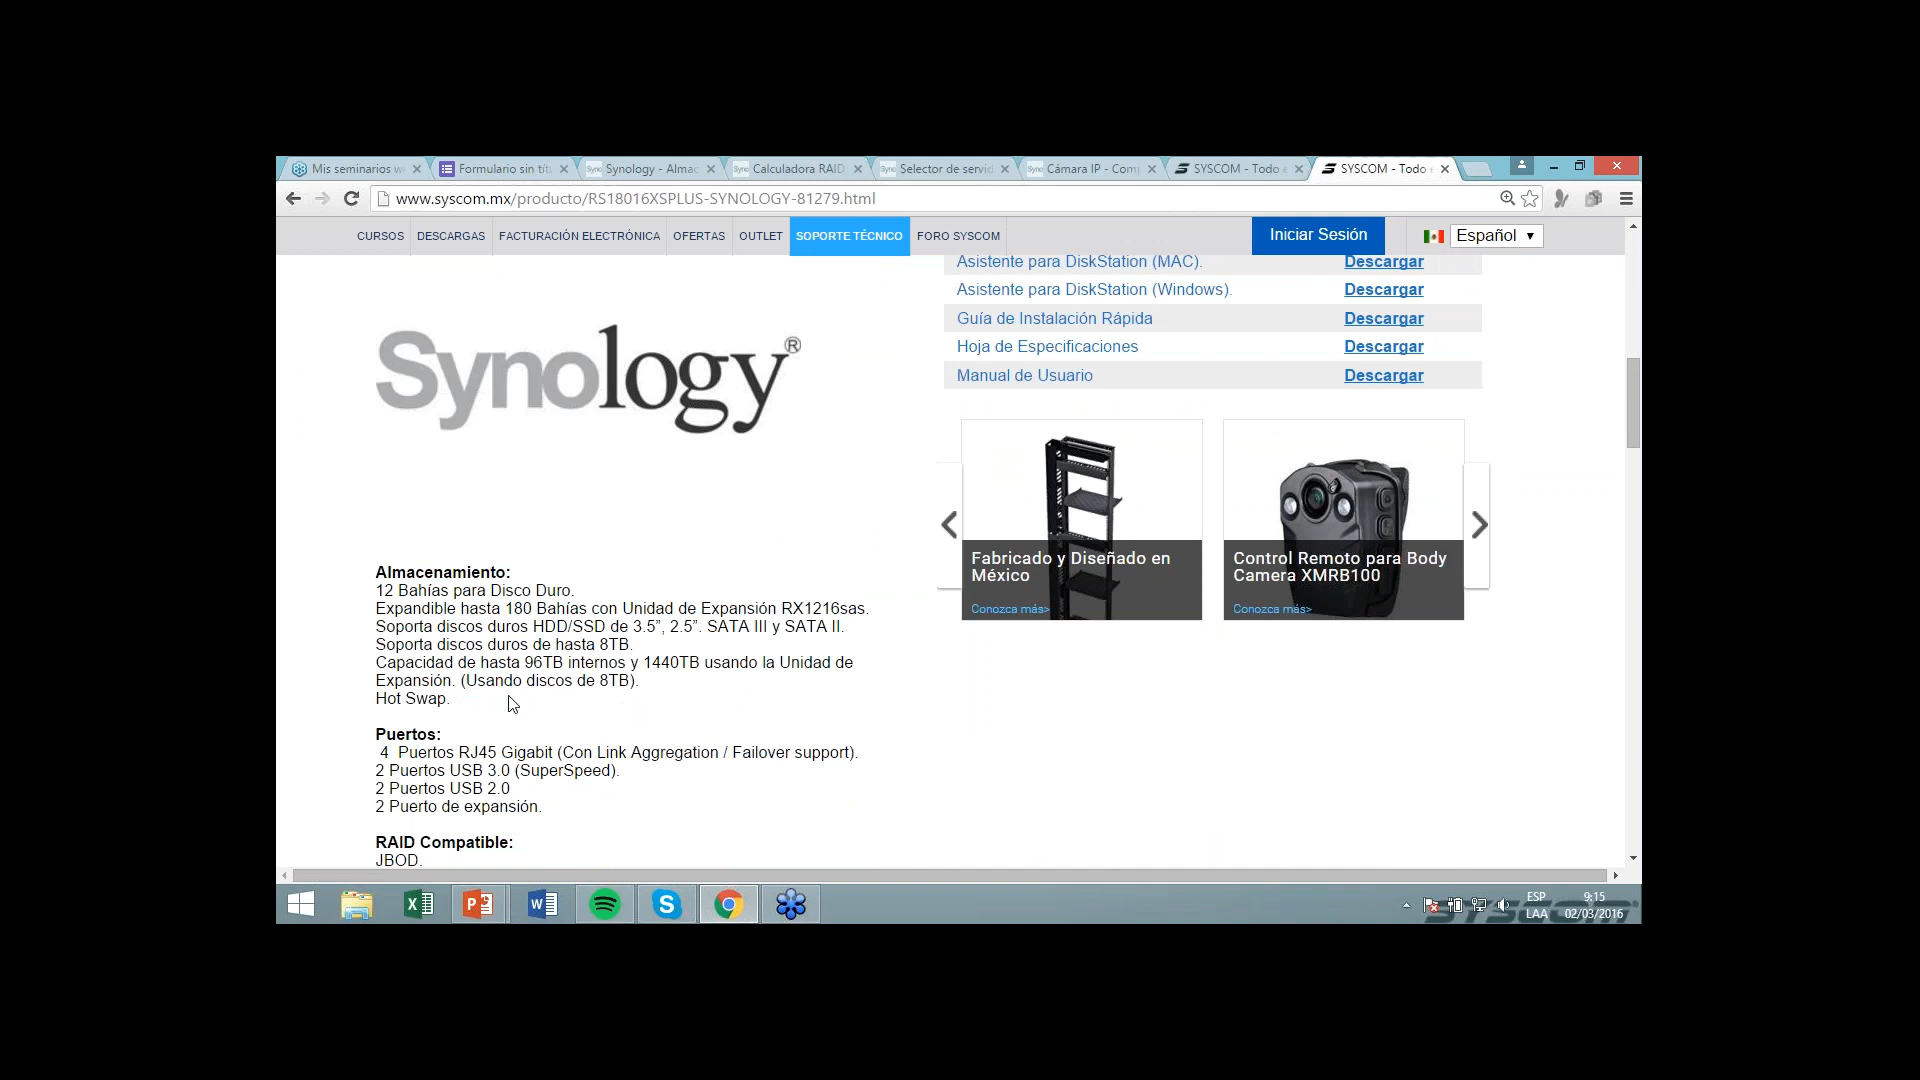 Mis seminarios w
Formulario sin títu
Synology - Almac
Calculadora RAID
Selector de servid
Cámara IP - Comp
SYSCOM - Todo e
SYSCOM - Todo e
www.syscom.mx/producto/RS18016XSPLUS-SYNOLOGY-81279.html
CURSOS
DESCARGAS
FACTURACIÓN ELECTRÓNICA
OFERTAS
OUTLET
SOPORTE TÉCNICO
FORO SYSCOM
Iniciar Sesión
Español
Asistente para DiskStation (MAC). Descargar
Asistente para DiskStation (Windows). Descargar
Guía de Instalación Rápida Descargar
Hoja de Especificaciones Descargar
Manual de Usuario Descargar
Synology®
Fabricado y Diseñado en
México
Conozca más>
Control Remoto para Body
Camera XMRB100
Conozca más>
Almacenamiento:
12 Bahías para Disco Duro.
Expandible hasta 180 Bahías con Unidad de Expansión RX1216sas.
Soporta discos duros HDD/SSD de 3.5”, 2.5”. SATA III y SATA II.
Soporta discos duros de hasta 8TB.
Capacidad de hasta 96TB internos y 1440TB usando la Unidad de
Expansión. (Usando discos de 8TB).
Hot Swap.
Puertos:
4 Puertos RJ45 Gigabit (Con Link Aggregation / Failover support).
2 Puertos USB 3.0 (SuperSpeed).
2 Puertos USB 2.0
2 Puerto de expansión.
RAID Compatible:
JBOD.
ESP
LAA
9:15
02/03/2016
SYSCOM